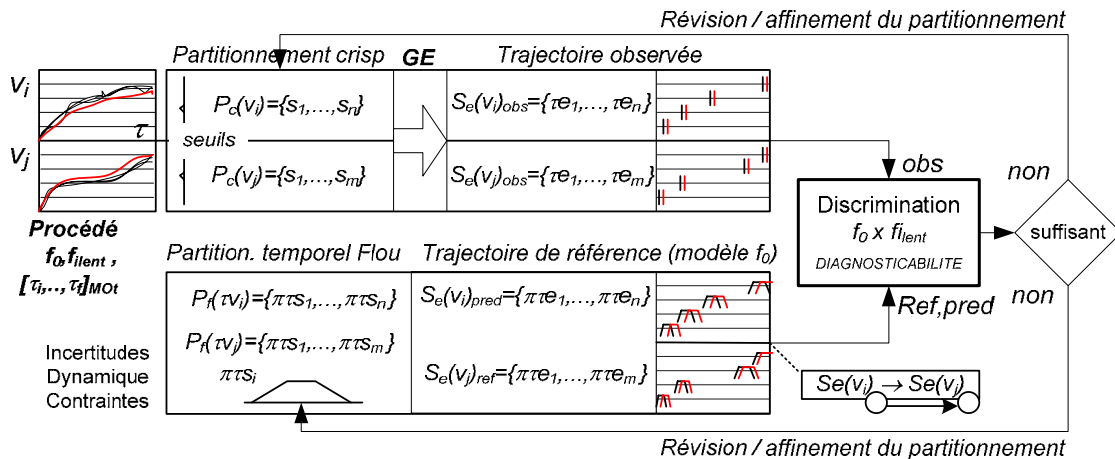 Révision / affinement du partitionnement
Partitionnement crisp
GE
Trajectoire observée
Vi
Pc(vi)={s1,...,sn}
Se(vi)obs={τe1,...,τen}
τ
seuils
Vj
Pc(vj)={s1,...,sm}
Se(vj)obs={τe1,...,τem}
obs
non
Procédé
f0,filent ,
[τi,..,τf]MOt
Discrimination
f0 x filent
DIAGNOSTICABILITE
suffisant
Partition. temporel Flou
Trajectoire de référence (modèle f0)
non
Pf(τvi)={πτs1,...,πτsn}
Se(vi)pred={πτe1,...,πτen}
Ref,pred
Pf(τvj)={πτs1,...,πτsm}
Incertitudes
Dynamique
Contraintes
πτsi
Se(vj)ref={πτe1,...,πτem}
Se(vi) → Se(vj)
Révision / affinement du partitionnement